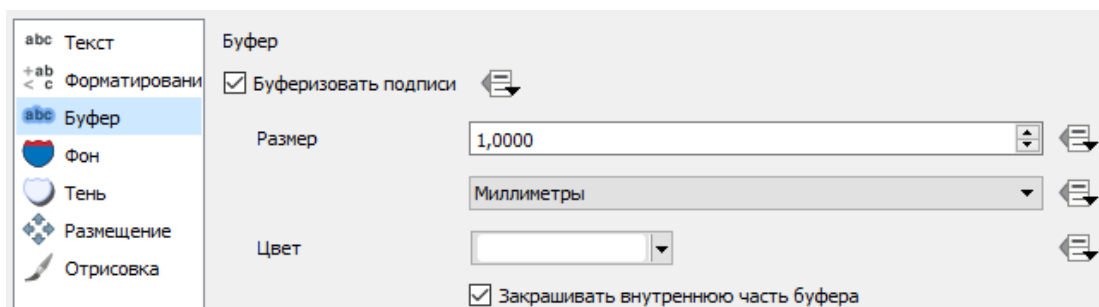 abc Текст
+ab < c Форматировани
abc Буфер
Фон
Тень
Размещение
Отрисовка
Буфер
Буферизовать подписи
Размер
1,0000
Миллиметры
Цвет
Закрашивать внутреннюю часть буфера